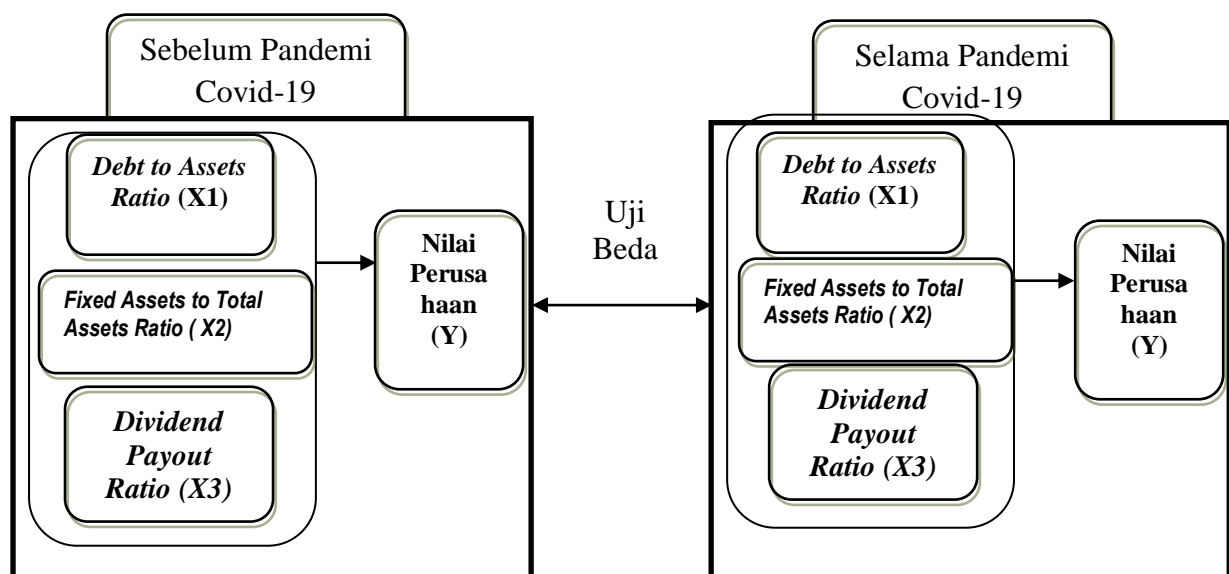 Sebelum Pandemi
Covid-19
Debt to Assets
Ratio (X1)
Fixed Assets to Total
Assets Ratio ( X2)
Dividend
Payout
Ratio (X3)
Nilai
Perusa
haan
(Y)
Uji
Beda
Selama Pandemi
Covid-19
Debt to Assets
Ratio (X1)
Fixed Assets to Total
Assets Ratio ( X2)
Dividend
Payout
Ratio (X3)
Nilai
Perusa
haan
(Y)